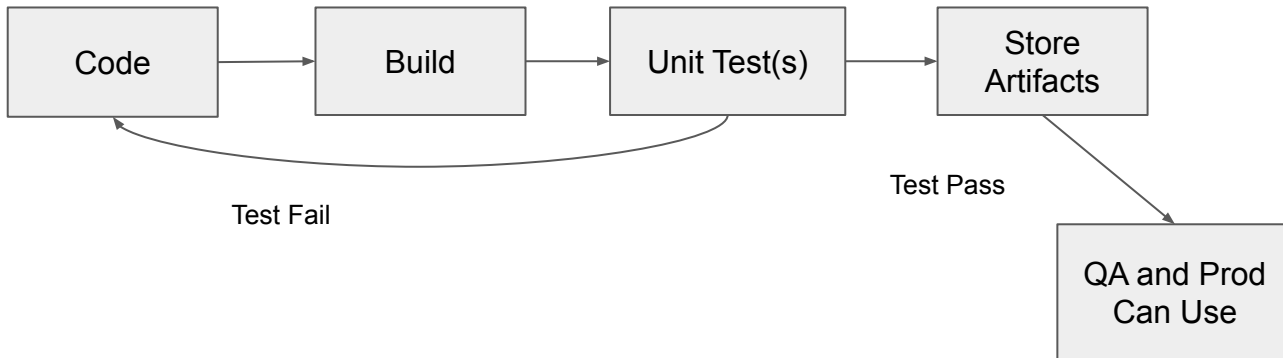 Code
Build
Unit Test(s)
Store
Artifacts
Test Fail
Test Pass
QA and Prod
Can Use